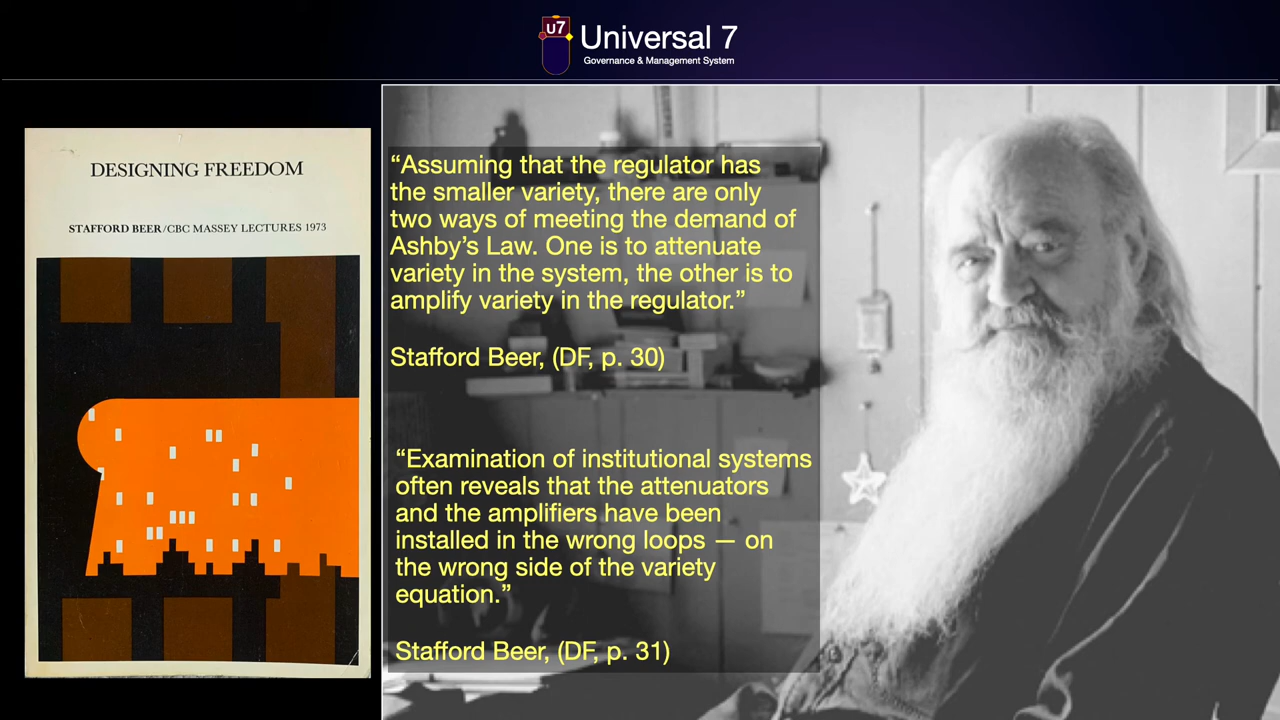 u7
Universal 7
Governance & Management System
DESIGNING FREEDOM
STAFFORD BEER/CBC MASSEY LECTURES 1973
“Assuming that the regulator has
the smaller variety, there are only
two ways of meeting the demand of
Ashby’s Law. One is to attenuate
variety in the system, the other is to
amplify variety in the regulator.”
Stafford Beer, (DF, p. 30)
“Examination of institutional systems
often reveals that the attenuators
and the amplifiers have been
installed in the wrong loops — on
the wrong side of the variety
equation.”
Stafford Beer, (DF, p. 31)